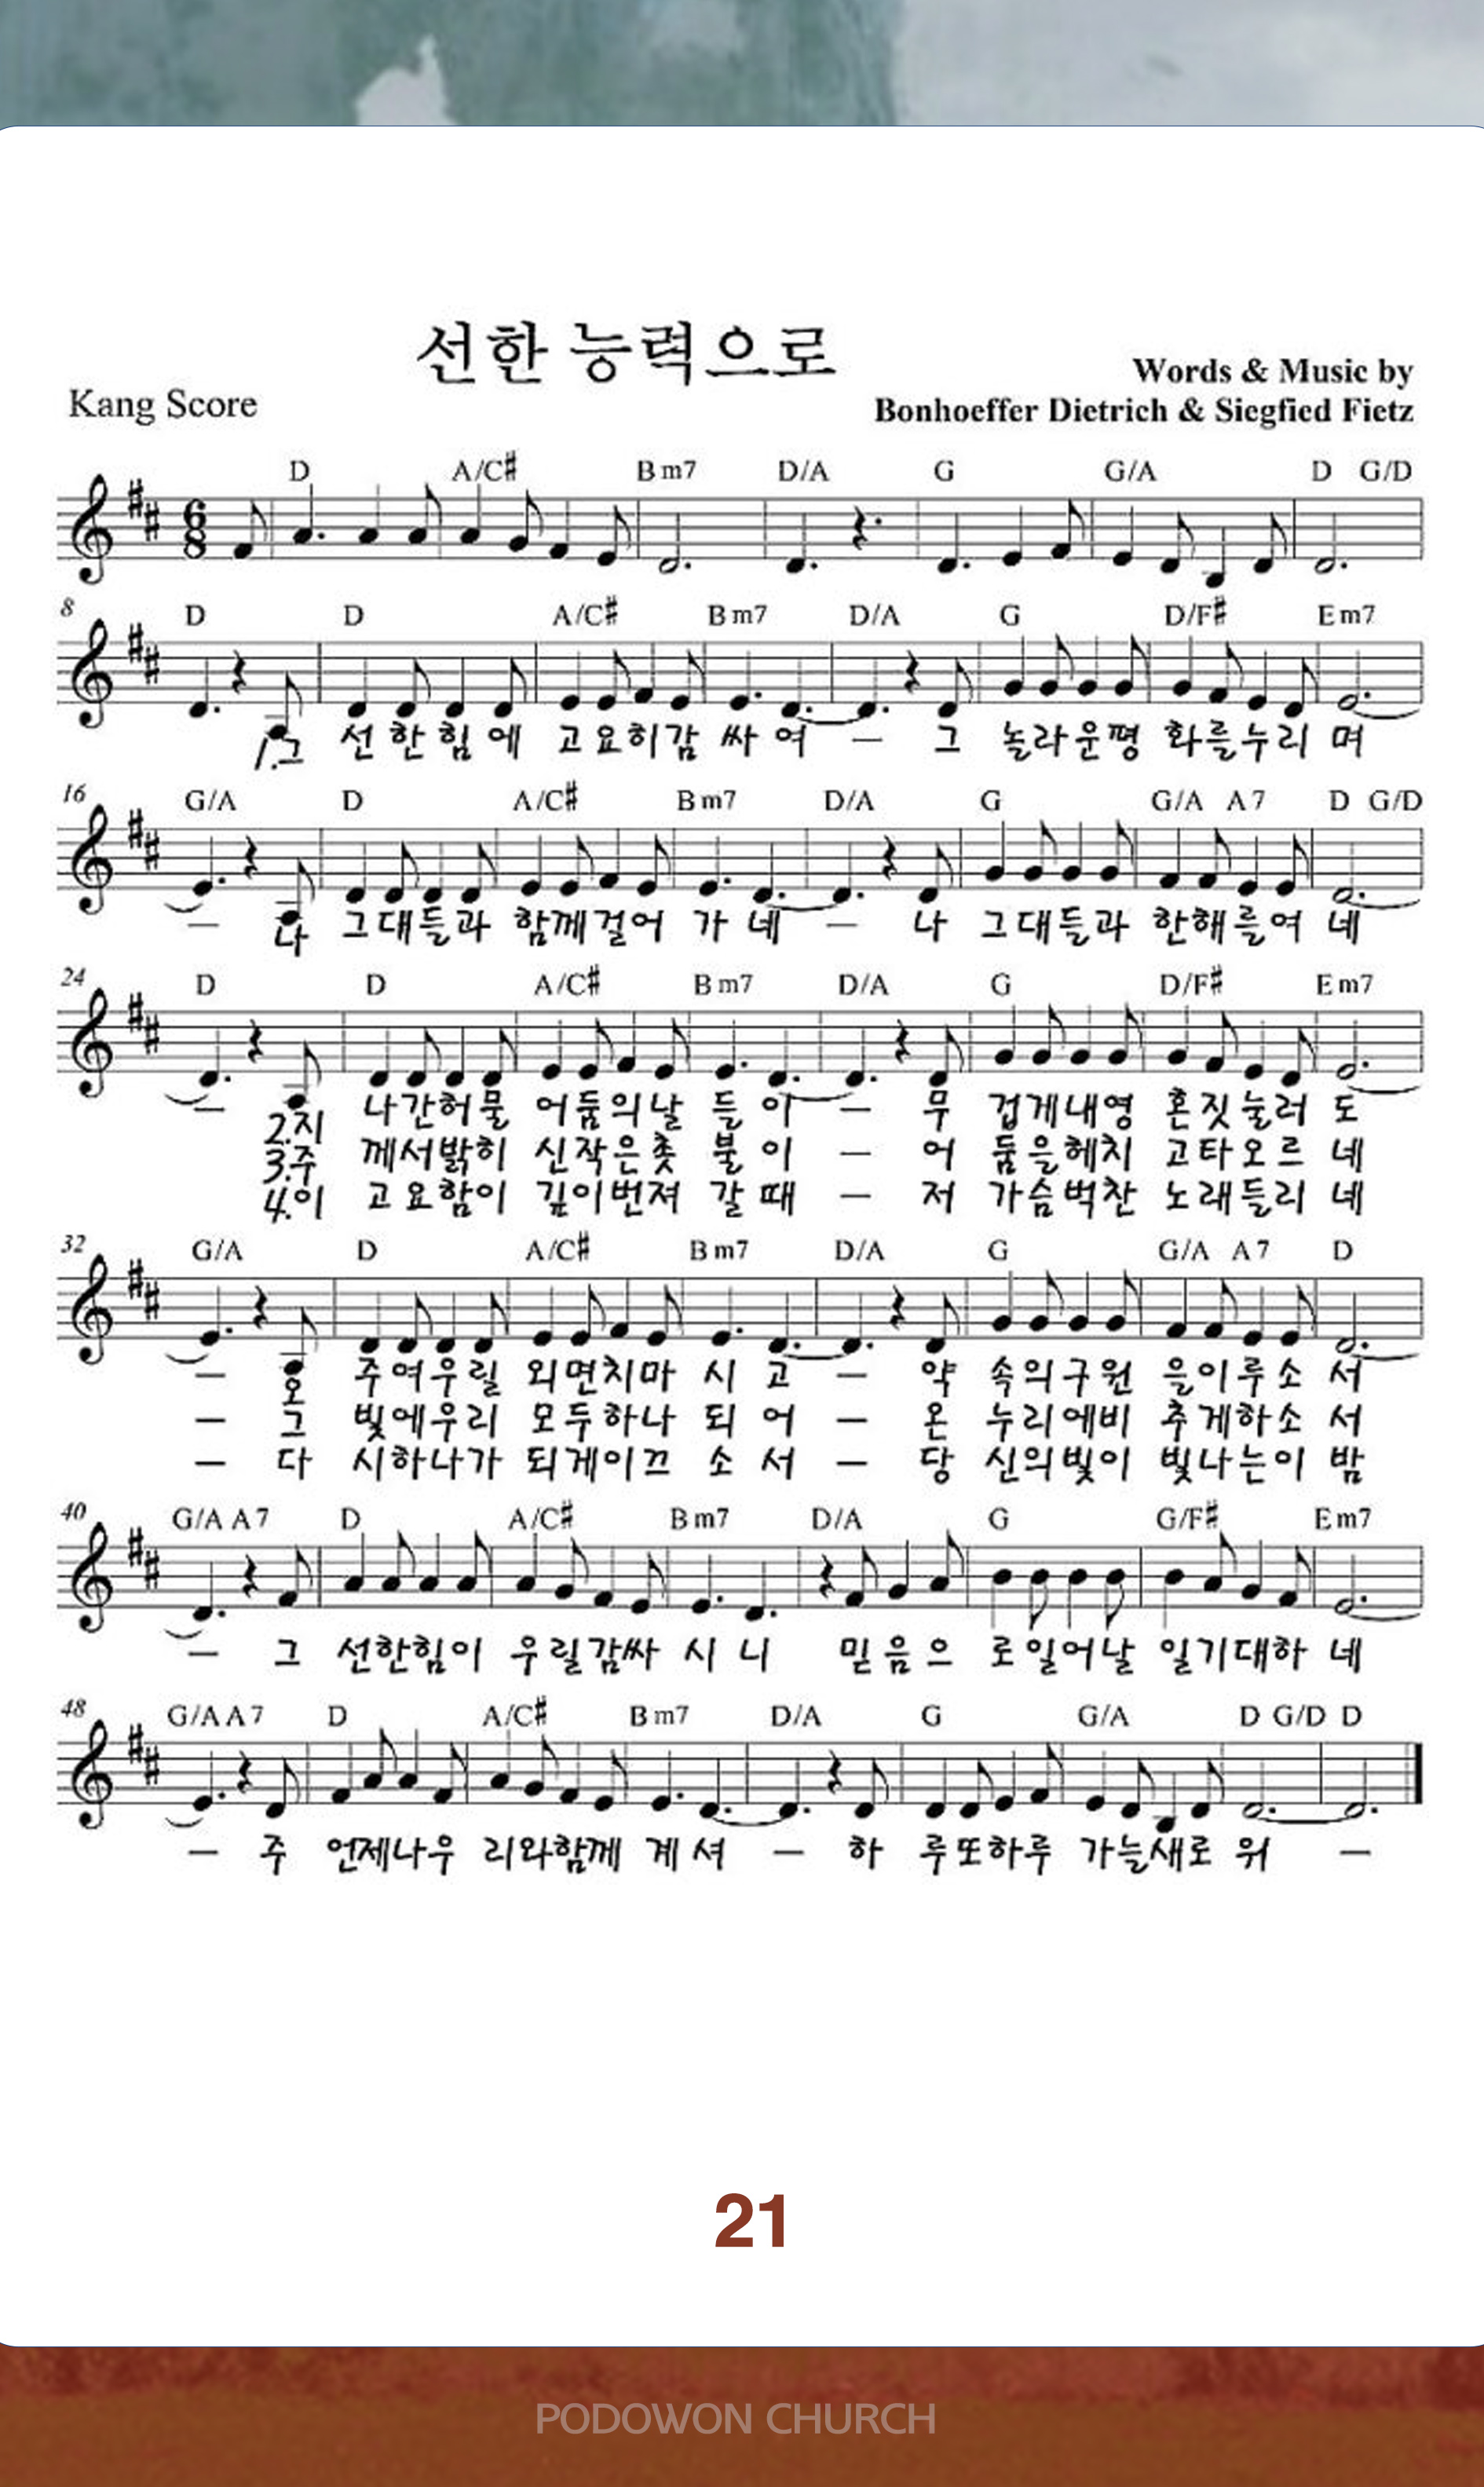 선한 능력으로
Kang Score
Words & Music by
Bonhoeffer Dietrich & Siegfied Fietz
D A/C# Bm7 D/A G G/A D G/D
6
8
8
D D A/C# Bm7 D/A G D/F# Em7
1.그 선한힘에 고요히감 싸여 – 그 놀라운평 화를누리 며
16
G/A D A/C# Bm7 D/A G G/A A7 D G/D
– 나 그대들과 함께걸어 가네 – 나 그대들과 한해를여 네
24
D D A/C# Bm7 D/A G D/F# Em7
– 2.지 나간허물 어둠의날 들이 – 무 겁게내영 혼짓눌러 도
3.주 께서밝히 신작은촛 불이 – 어 둠을헤치 고타오르 네
4.이 고요함이 깊이번져 갈때 – 저 가슴벅찬 노래들리 네
32
G/A D A/C# Bm7 D/A G G/A A7 D
– 오 주여우릴 외면치마 시고 – 약 속의구원 을이루소 서
– 그 빛에우리 모두하나 되어 – 온 누리에비 추게하소 서
– 다 시하나가 되게이끄 소서 – 당 신의빛이 빛나는이 밤
40
G/A A7 D A/C# Bm7 D/A G G/F# Em7
– 그 선한힘이 우릴감싸 시니 믿음으 로일어날 일기대하 네
48
G/A A7 D A/C# Bm7 D/A G G/A D G/D D
– 주 언제나우 리와함께 계셔 – 하 루또하루 가늘새로 워 –
21
PODOWON CHURCH